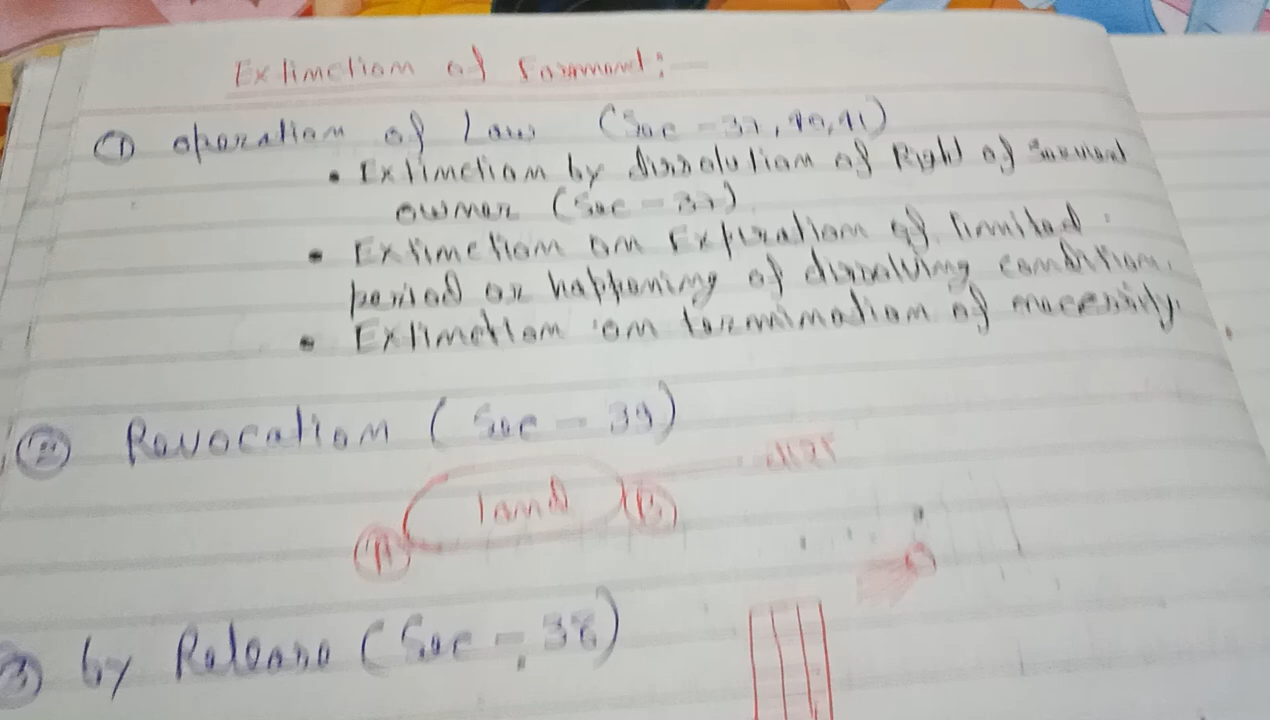 Extinction of Easement:-
① operation of Law (Sec - 37, 40, 41)
• Extinction by dissolution of Right of Servient
owner (Sec - 37)
• Extinction on Expiration of limited
period or happening of dissolving condition.
• Extinction on termination of necessity.
② Revocation (Sec - 39)
land
A B
③ by Release (Sec - 38)